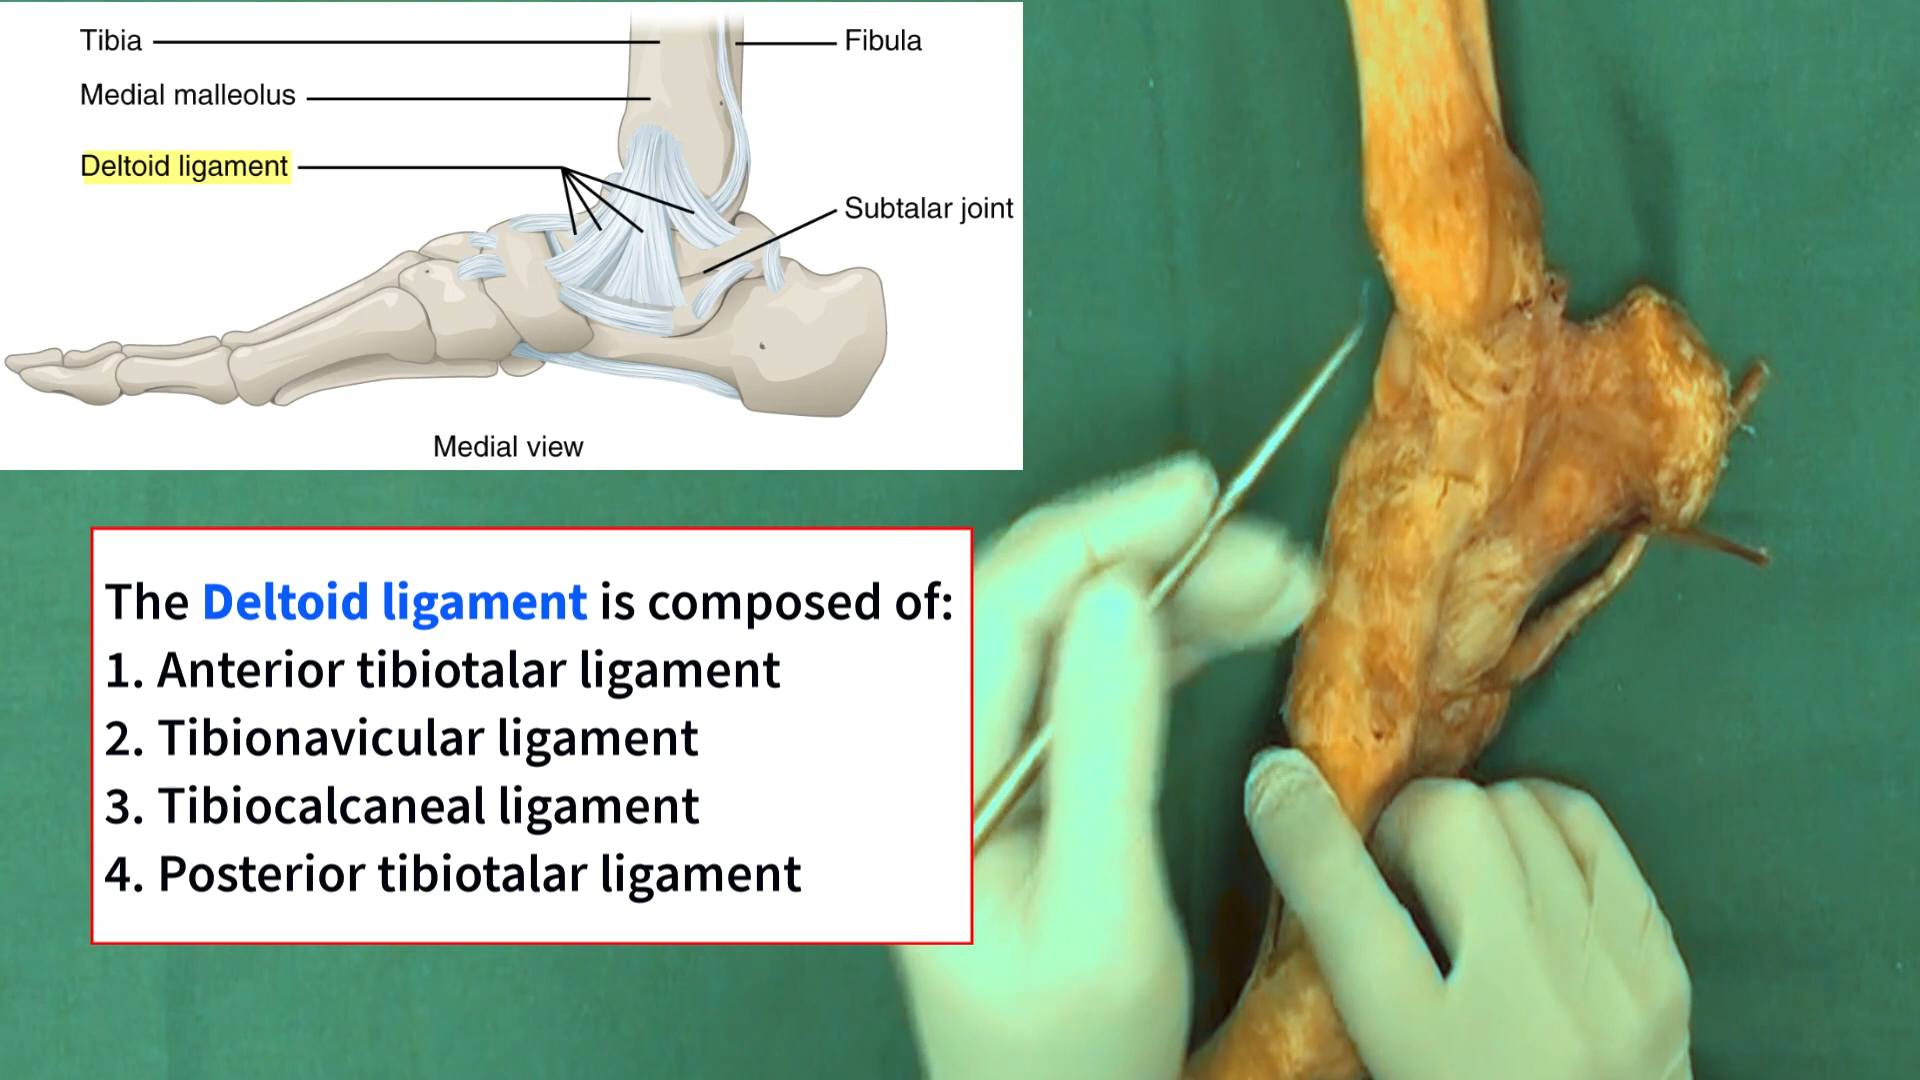 Tibia
Fibula
Medial malleolus
Deltoid ligament
Subtalar joint
Medial view
The Deltoid ligament is composed of:
1. Anterior tibiotalar ligament
2. Tibionavicular ligament
3. Tibiocalcaneal ligament
4. Posterior tibiotalar ligament